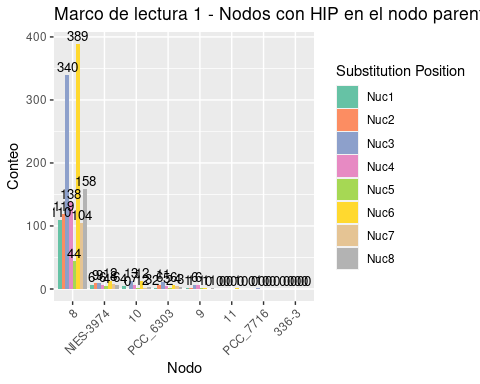 Marco de lectura 1 - Nodos con HIP en el nodo
Substitution Position
Nuc1
Nuc2
Nuc3
Nuc4
Nuc5
Nuc6
Nuc7
Nuc8
Conteo
400
300
200
100
0
389
340
158
138
119
110
104
44
8
NIES-3974
10
PCC_6303
9
11
PCC_7716
336-3
Nodo